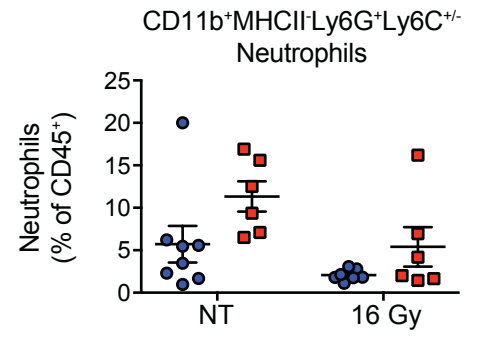 CD11b⁺MHCII⁻Ly6G⁺Ly6C⁺/⁻
Neutrophils
Neutrophils
(% of CD45⁺)
25
20
15
10
5
0
NT
16 Gy